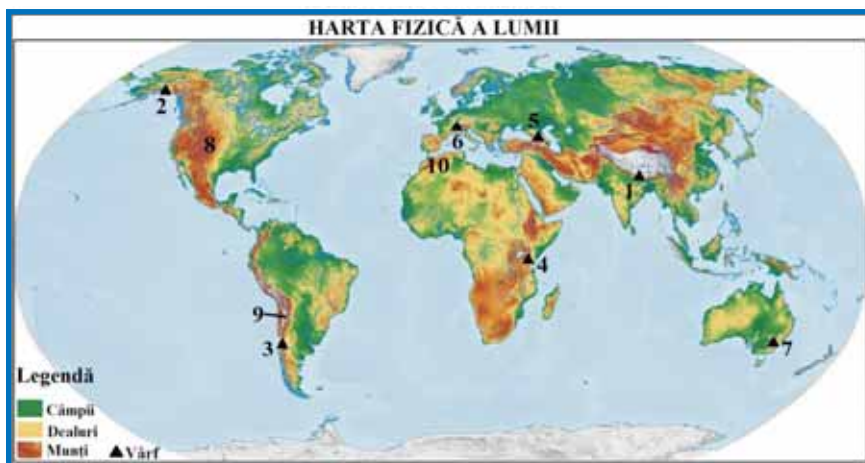 HARTA FIZICĂ A LUMII
2
8
5
6
10
1
4
9
3
7
Legendă
Câmpii
Dealuri
Munți
Vârf